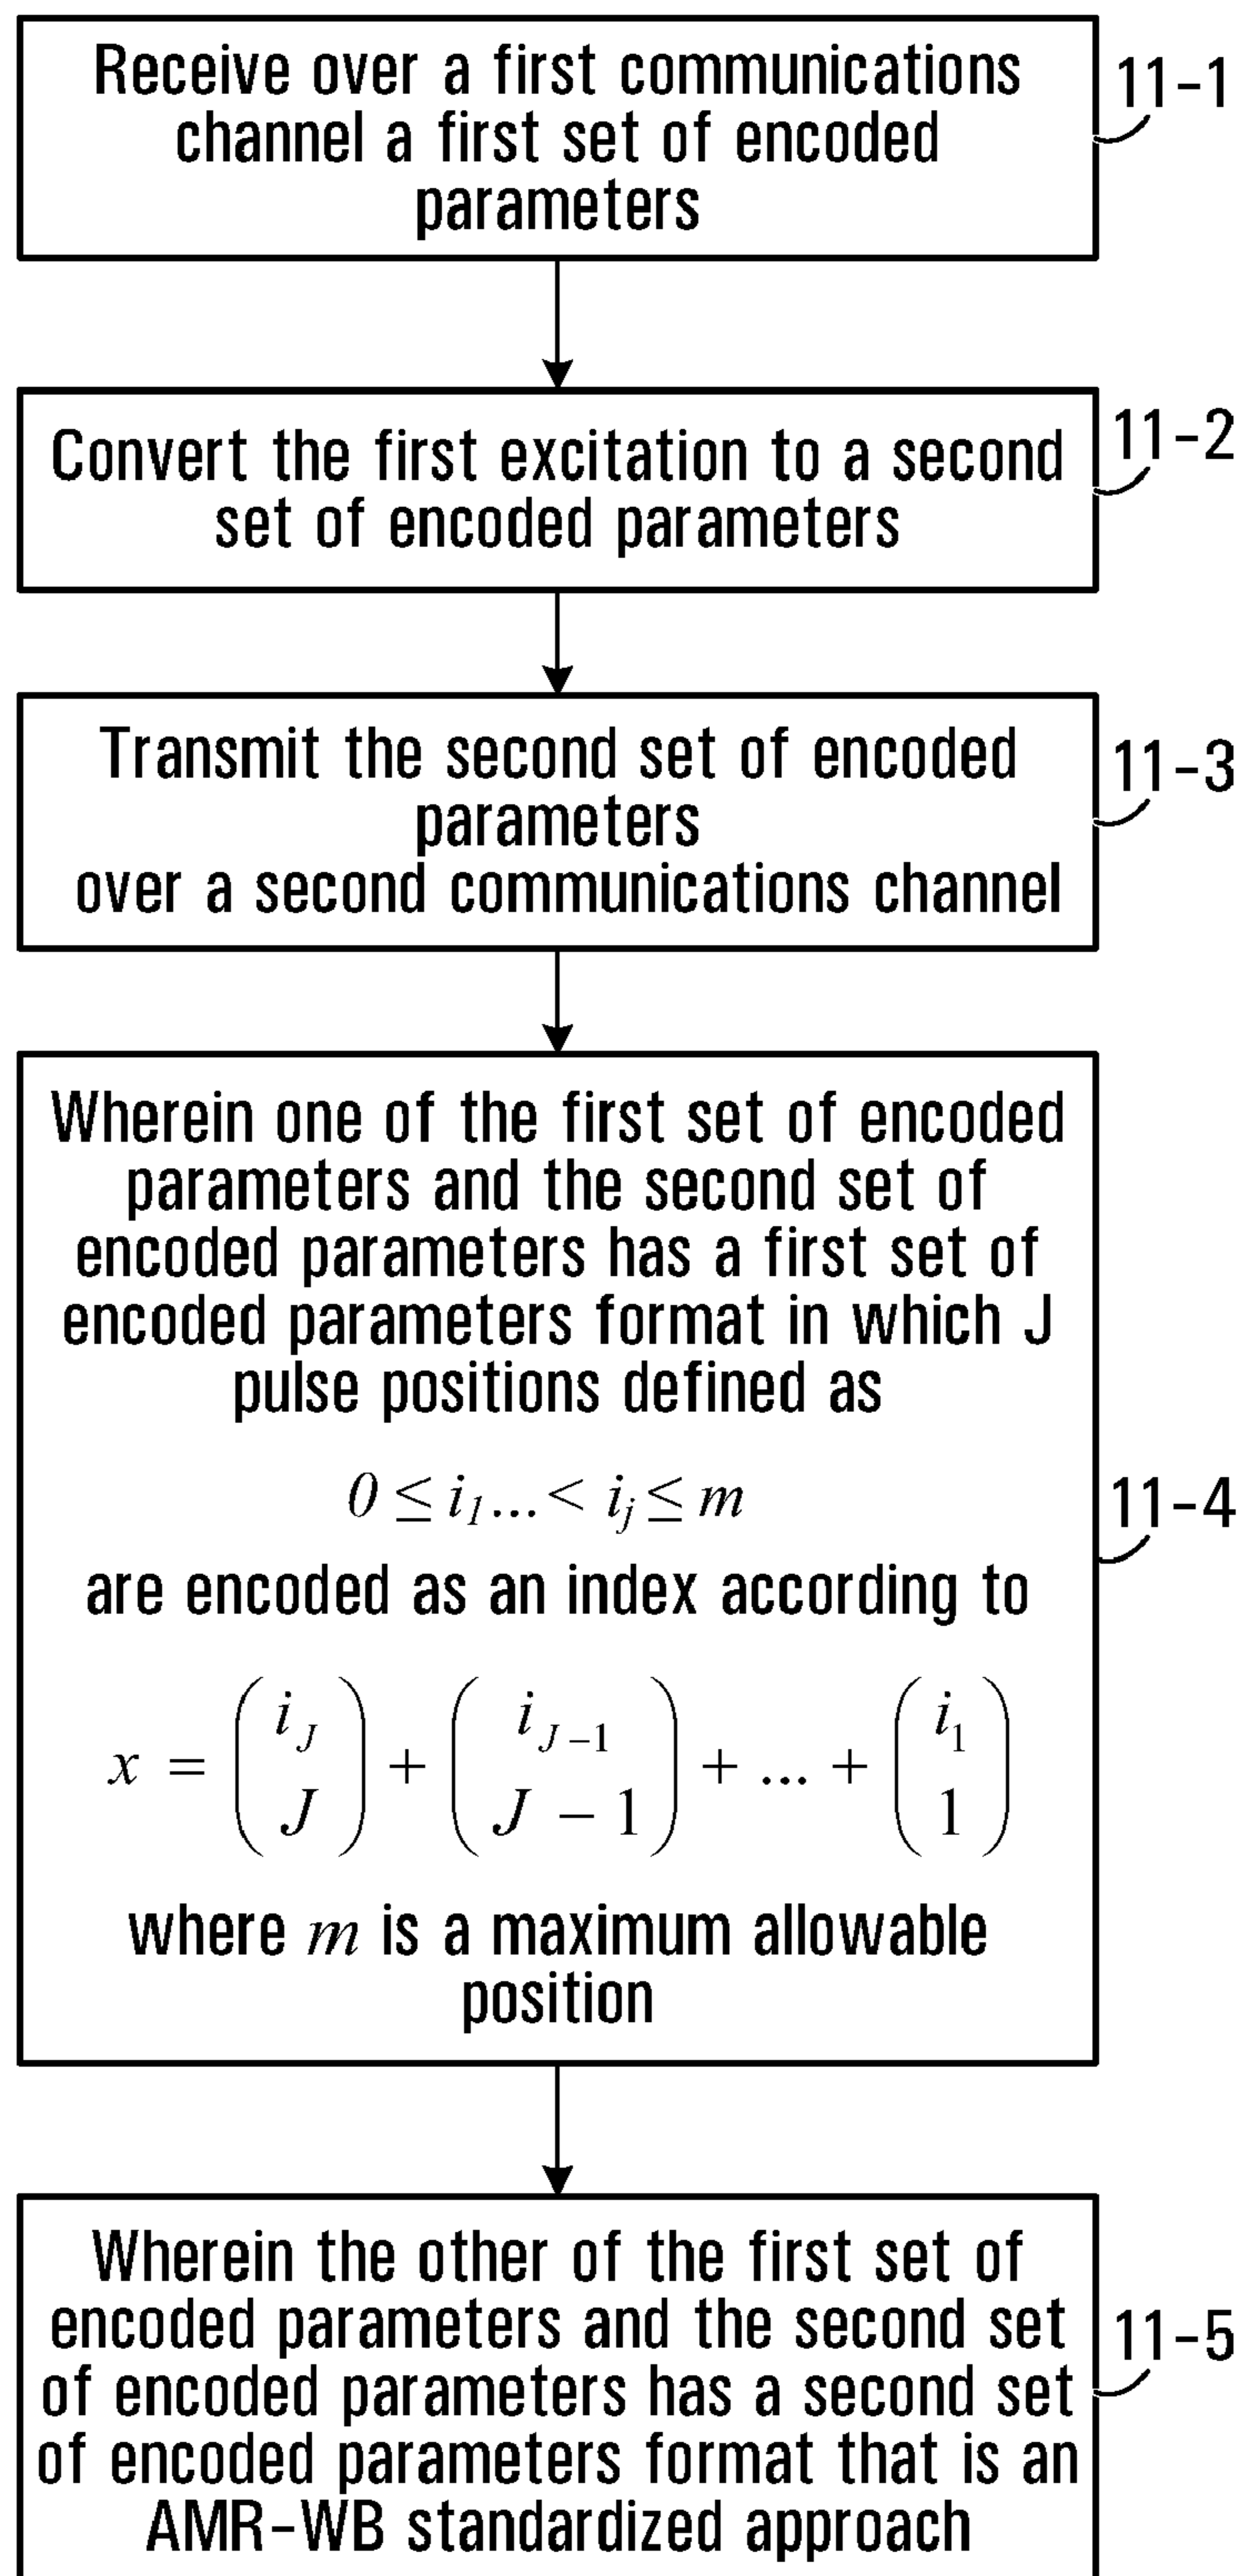 Receive over a first communications
channel a first set of encoded
parameters
11-1
Convert the first excitation to a second
set of encoded parameters
11-2
Transmit the second set of encoded
parameters
over a second communications channel
11-3
Wherein one of the first set of encoded
parameters and the second set of
encoded parameters has a first set of
encoded parameters format in which J
pulse positions defined as
0 ≤ i₁... < iⱼ ≤ m
are encoded as an index according to
x = (i_J / J) + (i_{J-1} / J - 1) + ... + (i_1 / 1)
where m is a maximum allowable
position
11-4
Wherein the other of the first set of
encoded parameters and the second set
of encoded parameters has a second set
of encoded parameters format that is an
AMR-WB standardized approach
11-5